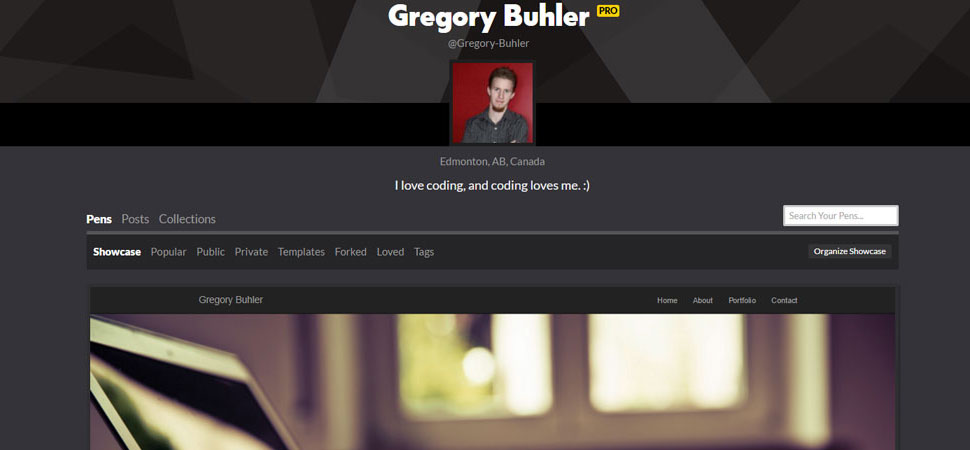 Gregory Buhler PRO
@Gregory-Buhler
Edmonton, AB, Canada
I love coding, and coding loves me. :)
Pens Posts Collections
Search Your Pens...
Showcase Popular Public Private Templates Forked Loved Tags
Organize Showcase
Gregory Buhler Home About Portfolio Contact